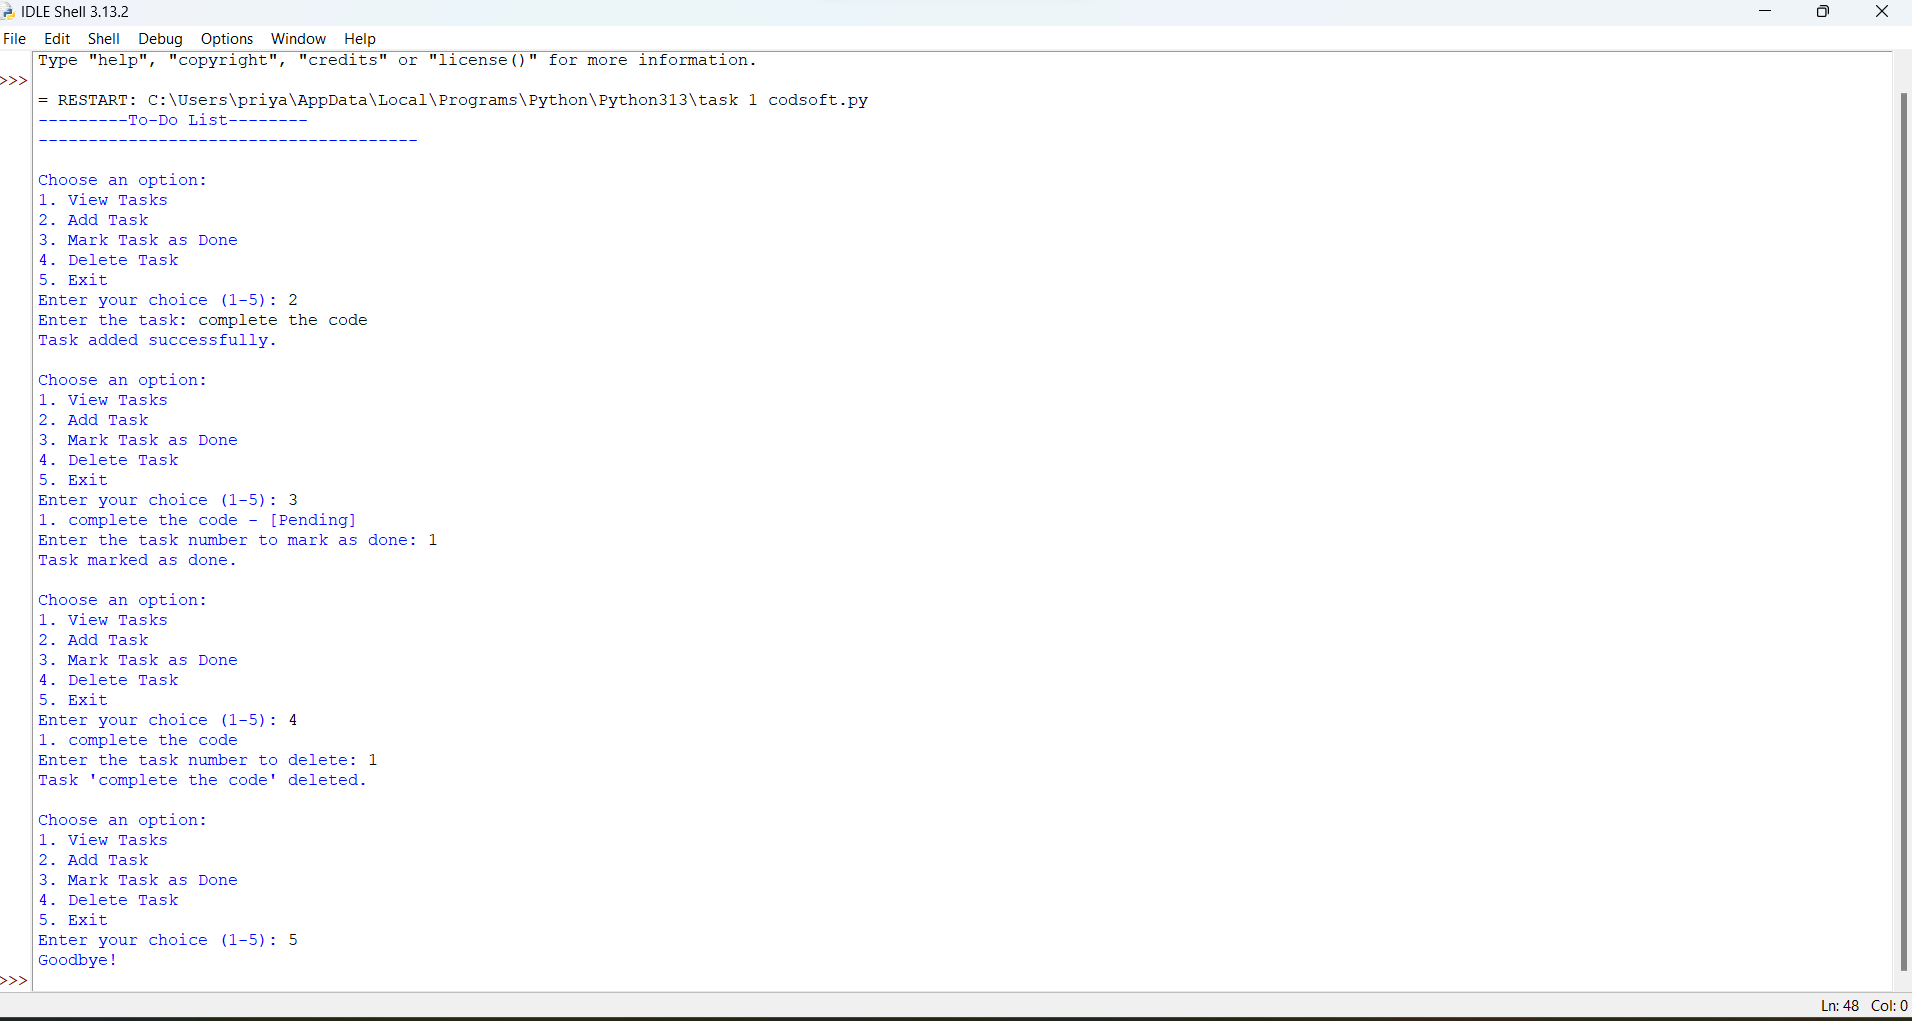 IDLE Shell 3.13.2
File Edit Shell Debug Options Window Help
Type "help", "copyright", "credits" or "license()" for more information.
>>>
= RESTART: C:\Users\priya\AppData\Local\Programs\Python\Python313\task 1 codsoft.py
---------To-Do List--------
--------------------------------------
Choose an option:
1. View Tasks
2. Add Task
3. Mark Task as Done
4. Delete Task
5. Exit
Enter your choice (1-5): 2
Enter the task: complete the code
Task added successfully.
Choose an option:
1. View Tasks
2. Add Task
3. Mark Task as Done
4. Delete Task
5. Exit
Enter your choice (1-5): 3
1. complete the code - [Pending]
Enter the task number to mark as done: 1
Task marked as done.
Choose an option:
1. View Tasks
2. Add Task
3. Mark Task as Done
4. Delete Task
5. Exit
Enter your choice (1-5): 4
1. complete the code
Enter the task number to delete: 1
Task 'complete the code' deleted.
Choose an option:
1. View Tasks
2. Add Task
3. Mark Task as Done
4. Delete Task
5. Exit
Enter your choice (1-5): 5
Goodbye!
>>>
Ln: 48 Col: 0